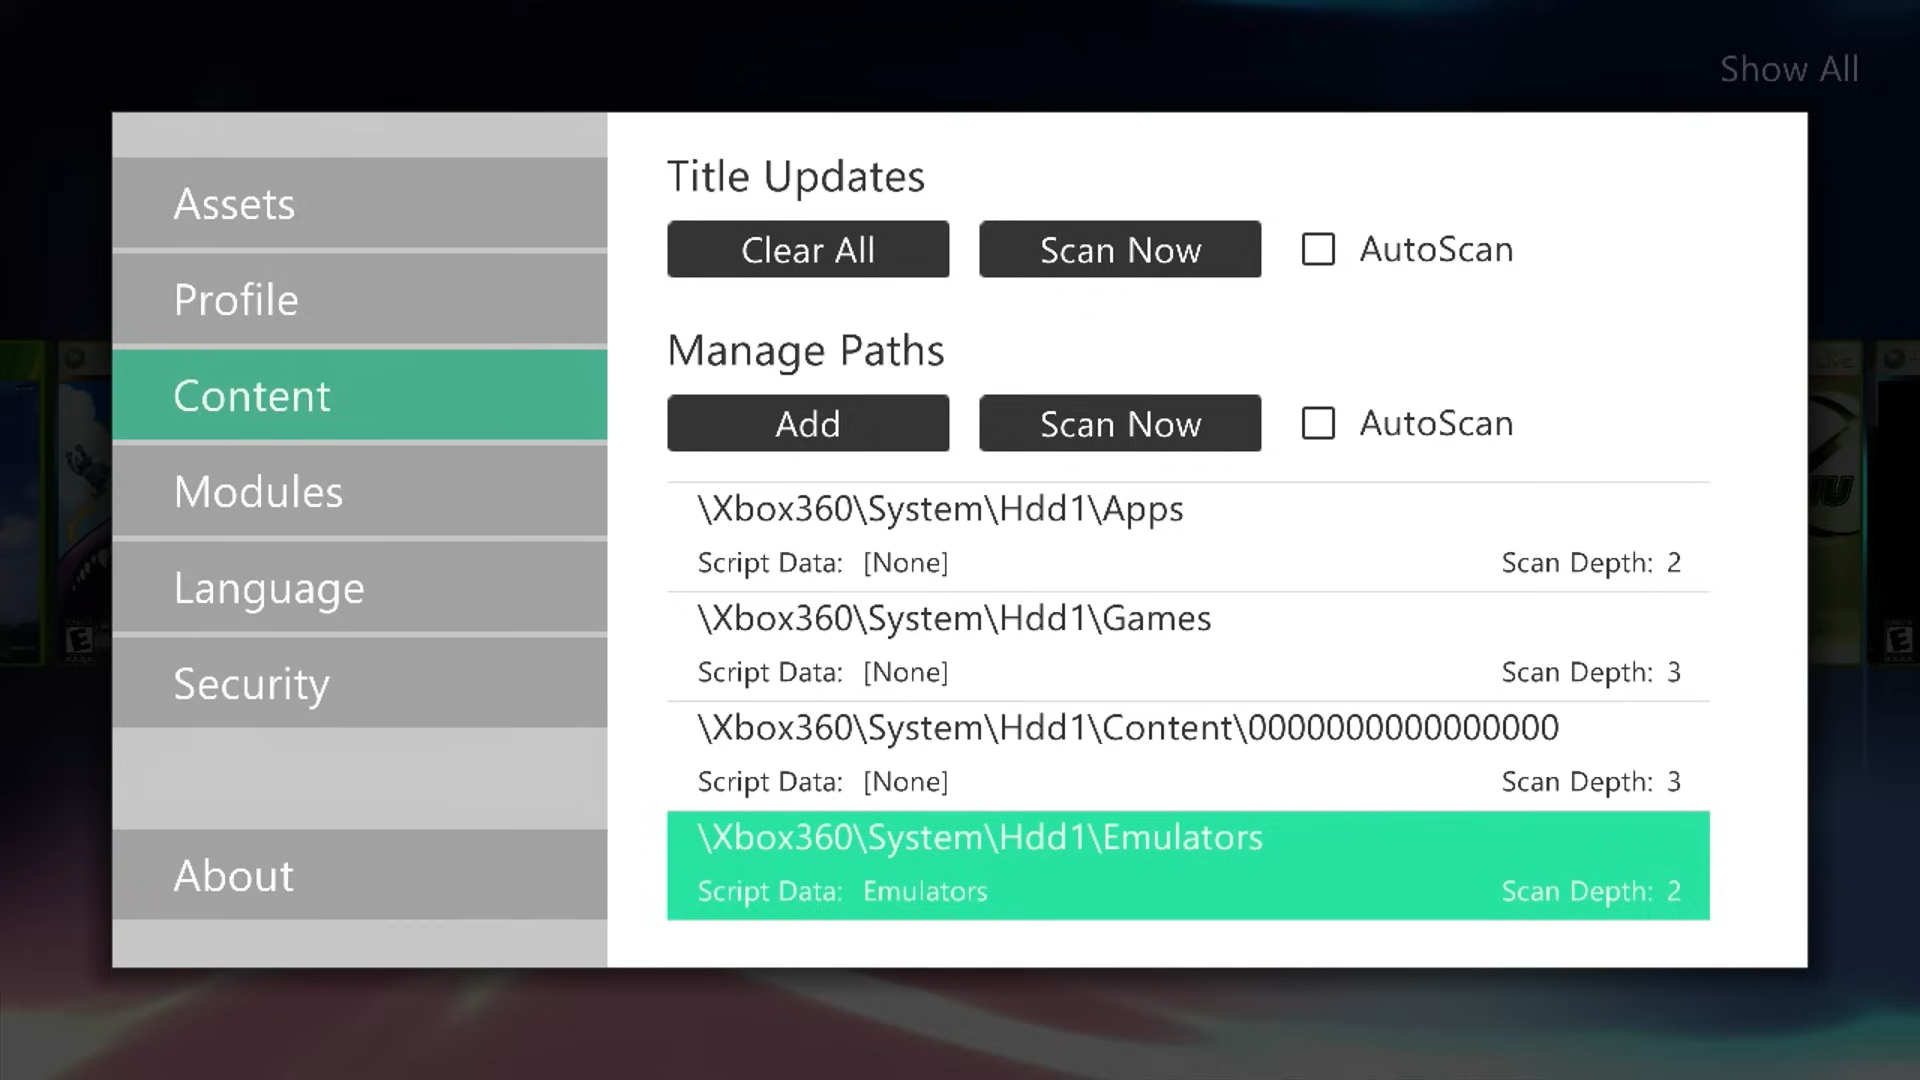 Show All
Assets
Profile
Content
Modules
Language
Security
About
Title Updates
Clear All
Scan Now
AutoScan
Manage Paths
Add
Scan Now
AutoScan
\Xbox360\System\Hdd1\Apps
Script Data: [None]
Scan Depth: 2
\Xbox360\System\Hdd1\Games
Script Data: [None]
Scan Depth: 3
\Xbox360\System\Hdd1\Content\0000000000000000
Script Data: [None]
Scan Depth: 3
\Xbox360\System\Hdd1\Emulators
Script Data: Emulators
Scan Depth: 2
E
E